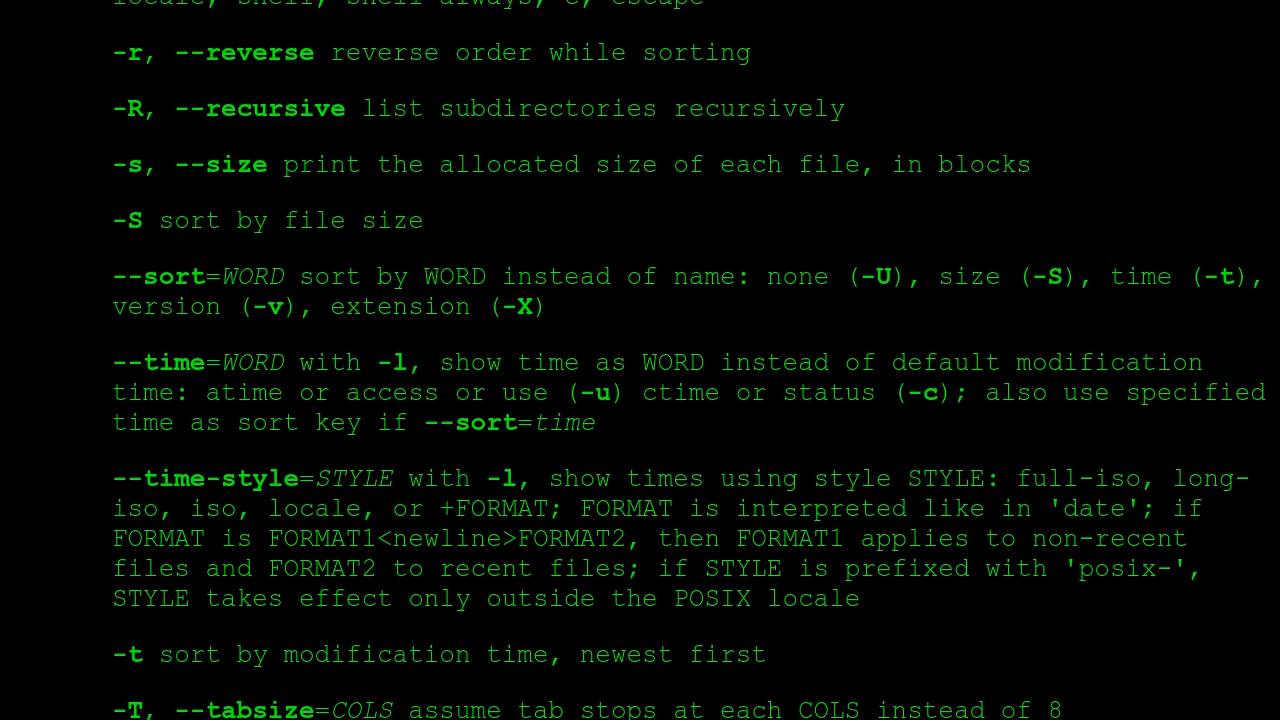 locale, shell, shell-always, c, escape
-r, --reverse reverse order while sorting
-R, --recursive list subdirectories recursively
-s, --size print the allocated size of each file, in blocks
-S sort by file size
--sort=WORD sort by WORD instead of name: none (-U), size (-S), time (-t),
version (-v), extension (-X)
--time=WORD with -l, show time as WORD instead of default modification
time: atime or access or use (-u) ctime or status (-c); also use specified
time as sort key if --sort=time
--time-style=STYLE with -l, show times using style STYLE: full-iso, long-
iso, iso, locale, or +FORMAT; FORMAT is interpreted like in 'date'; if
FORMAT is FORMAT1<newline>FORMAT2, then FORMAT1 applies to non-recent
files and FORMAT2 to recent files; if STYLE is prefixed with 'posix-',
STYLE takes effect only outside the POSIX locale
-t sort by modification time, newest first
-T, --tabsize=COLS assume tab stops at each COLS instead of 8